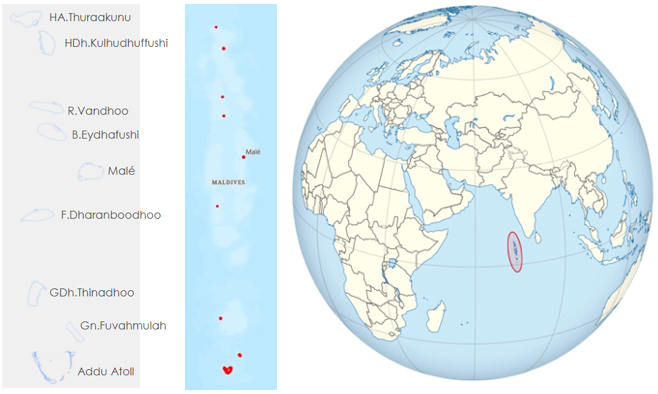 HA.Thuraakunu
HDh.Kulhudhuffushi
R.Vandhoo
B.Eydhafushi
Malé
F.Dharanboodhoo
GDh.Thinadhoo
Gn.Fuvahmulah
Addu Atoll
Malé
MALDIVES